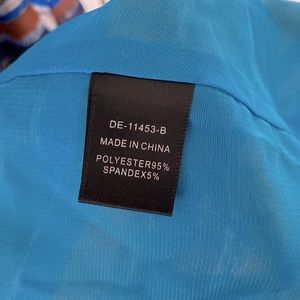 DE-11453-B
MADE IN CHINA
POLYESTER95%
SPANDEX5%